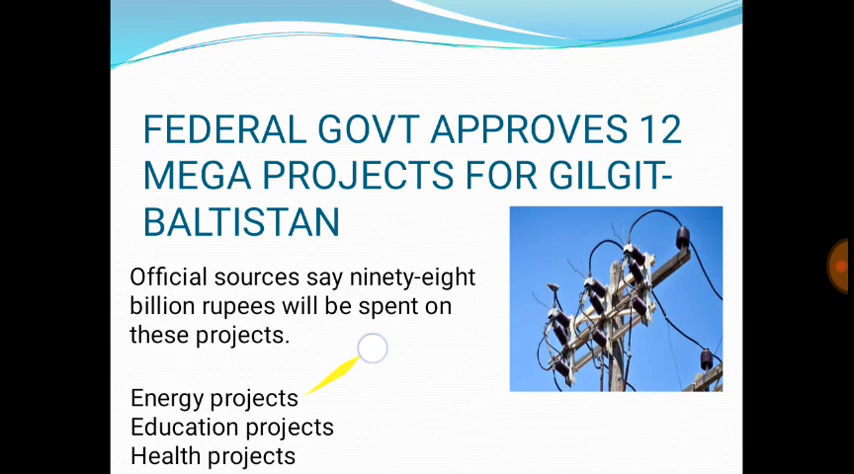 FEDERAL GOVT APPROVES 12
MEGA PROJECTS FOR GILGIT-
BALTISTAN
Official sources say ninety-eight
billion rupees will be spent on
these projects.
Energy projects
Education projects
Health projects